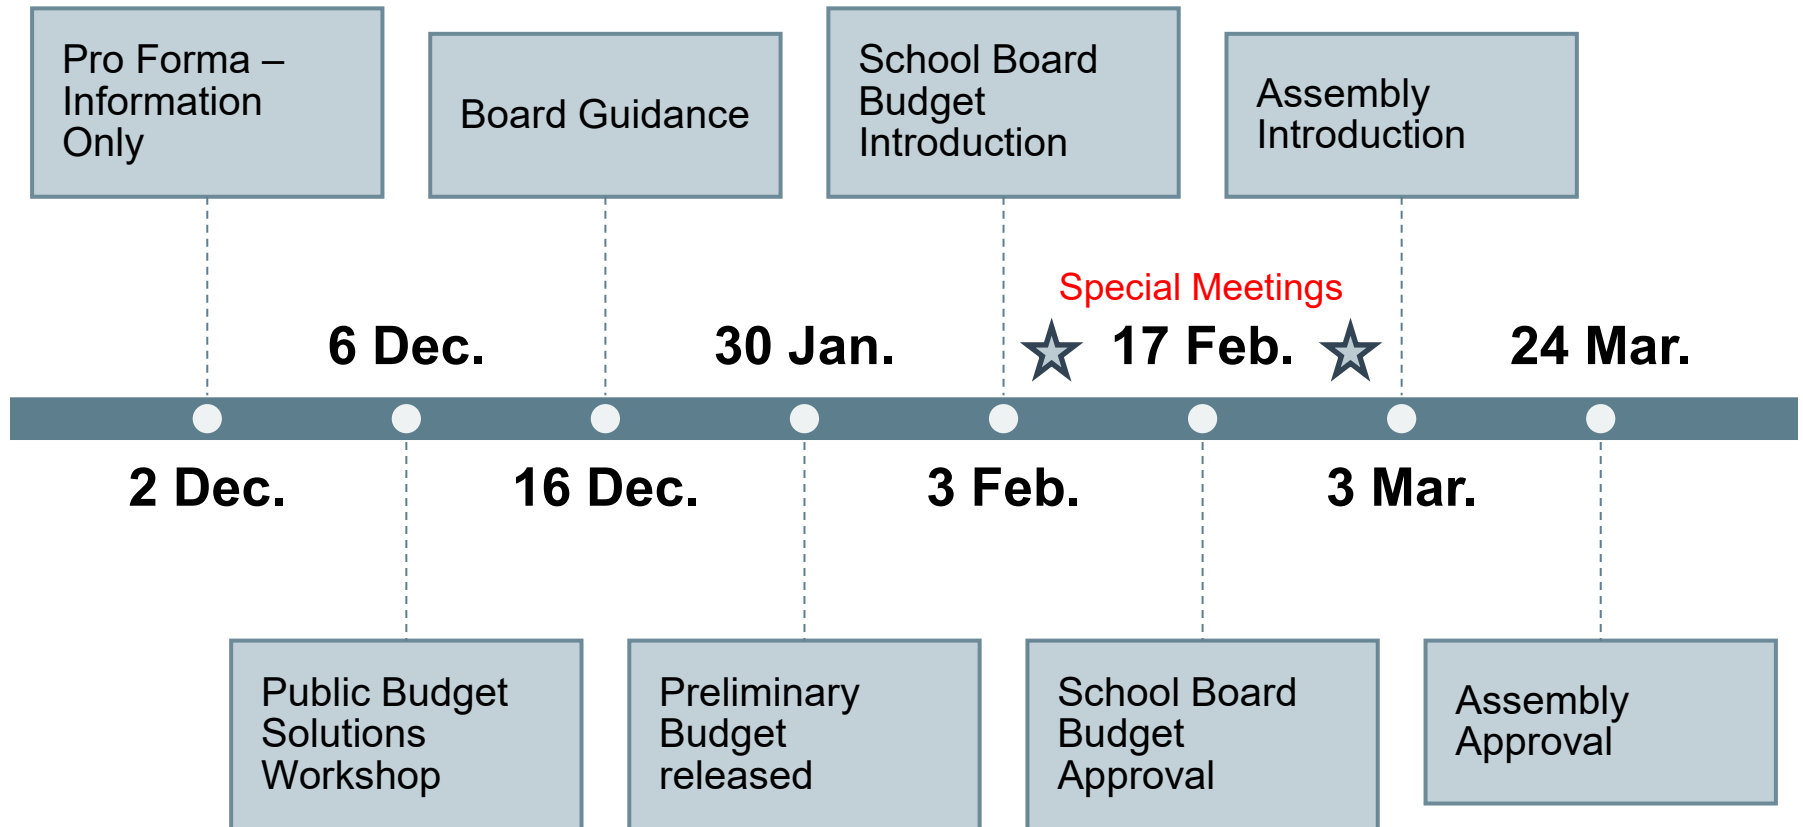 Pro Forma –
Information
Only
Board Guidance
School Board
Budget
Introduction
Assembly
Introduction
Special Meetings
6 Dec.
30 Jan.
17 Feb.
24 Mar.
2 Dec.
16 Dec.
3 Feb.
3 Mar.
Public Budget
Solutions
Workshop
Preliminary
Budget
released
School Board
Budget
Approval
Assembly
Approval